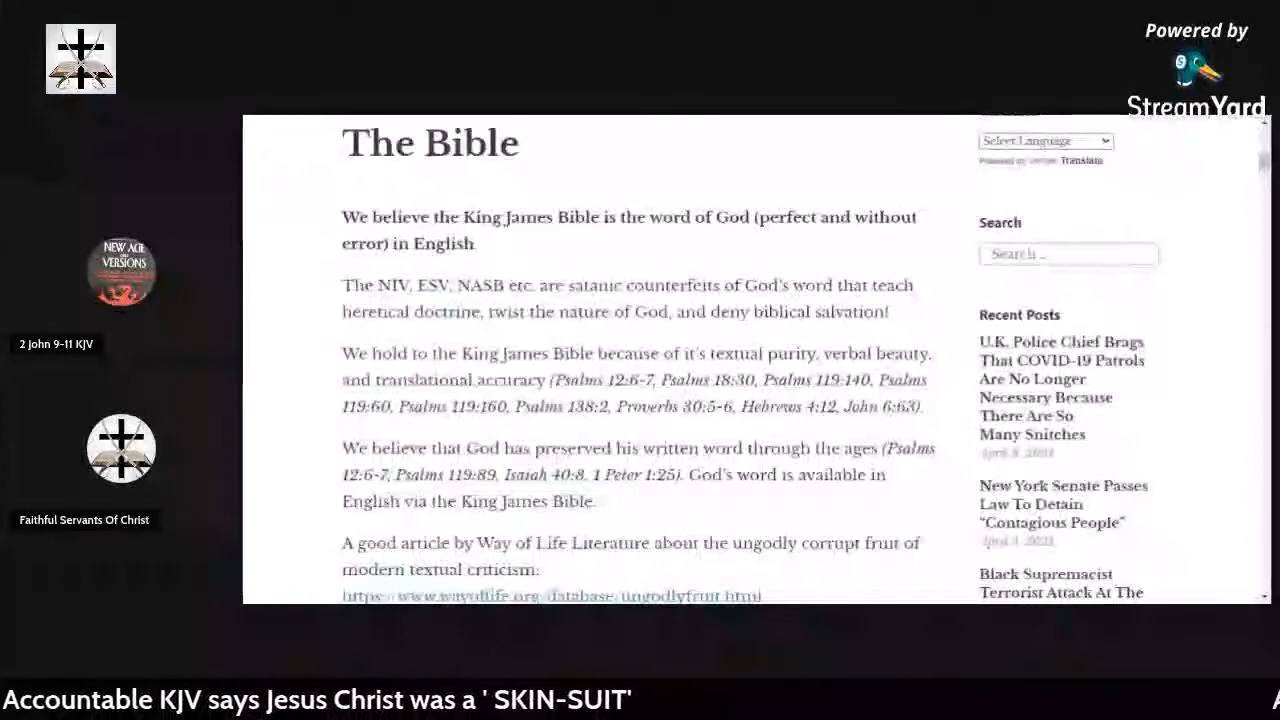 Powered by
StreamYard
The Bible
We believe the King James Bible is the word of God (perfect and without
error) in English
The NIV, ESV, NASB etc. are satanic counterfeits of God's word that teach
heretical doctrine, twist the nature of God, and deny biblical salvation!
We hold to the King James Bible because of it's textual purity, verbal beauty,
and translational accuracy (Psalms 12:6-7, Psalms 18:30, Psalms 119:140, Psalms
119:60, Psalms 119:160, Psalms 138:2, Proverbs 30:5-6, Hebrews 4:12, John 6:63).
We believe that God has preserved his written word through the ages (Psalms
12:6-7, Psalms 119:89, Isaiah 40:8, 1 Peter 1:25). God's word is available in
English via the King James Bible.
A good article by Way of Life Literature about the ungodly corrupt fruit of
modern textual criticism:
https://www.wayoflife.org/database/ungodlyfruit.html
Select Language
Powered by Translate
Search
Search ...
Recent Posts
U.K. Police Chief Brags
That COVID-19 Patrols
Are No Longer
Necessary Because
There Are So
Many Snitches
New York Senate Passes
Law To Detain
“Contagious People”
Black Supremacist
Terrorist Attack At The
NEW AGE
VERSIONS
2 John 9-11 KJV
Faithful Servants Of Christ
Accountable KJV says Jesus Christ was a ' SKIN-SUIT'